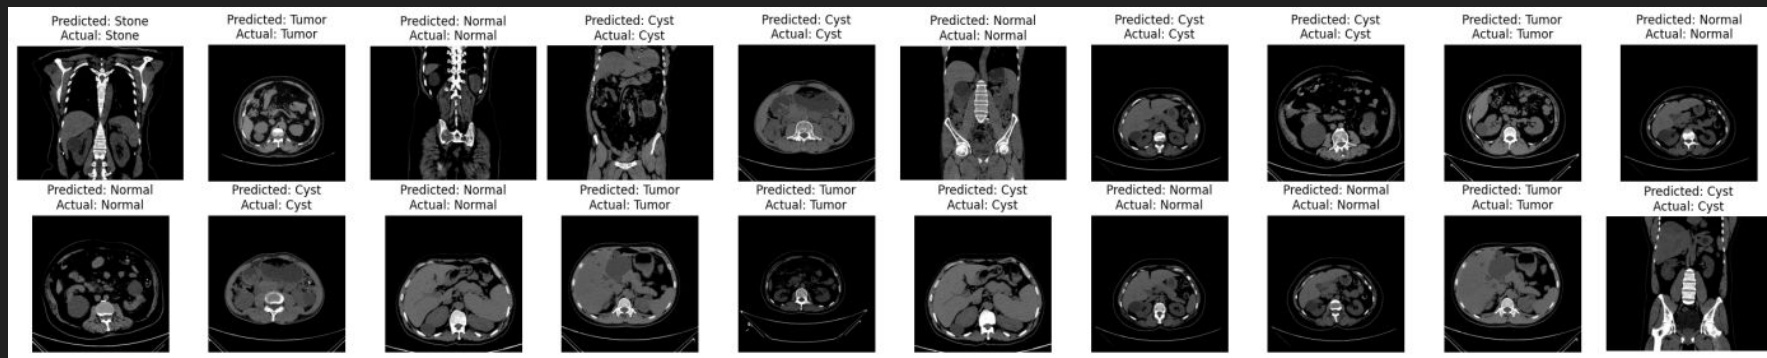 Predicted: Stone
Actual: Stone
Predicted: Tumor
Actual: Tumor
Predicted: Normal
Actual: Normal
Predicted: Cyst
Actual: Cyst
Predicted: Cyst
Actual: Cyst
Predicted: Normal
Actual: Normal
Predicted: Cyst
Actual: Cyst
Predicted: Cyst
Actual: Cyst
Predicted: Tumor
Actual: Tumor
Predicted: Normal
Actual: Normal
Predicted: Normal
Actual: Normal
Predicted: Cyst
Actual: Cyst
Predicted: Normal
Actual: Normal
Predicted: Tumor
Actual: Tumor
Predicted: Tumor
Actual: Tumor
Predicted: Cyst
Actual: Cyst
Predicted: Normal
Actual: Normal
Predicted: Normal
Actual: Normal
Predicted: Tumor
Actual: Tumor
Predicted: Cyst
Actual: Cyst